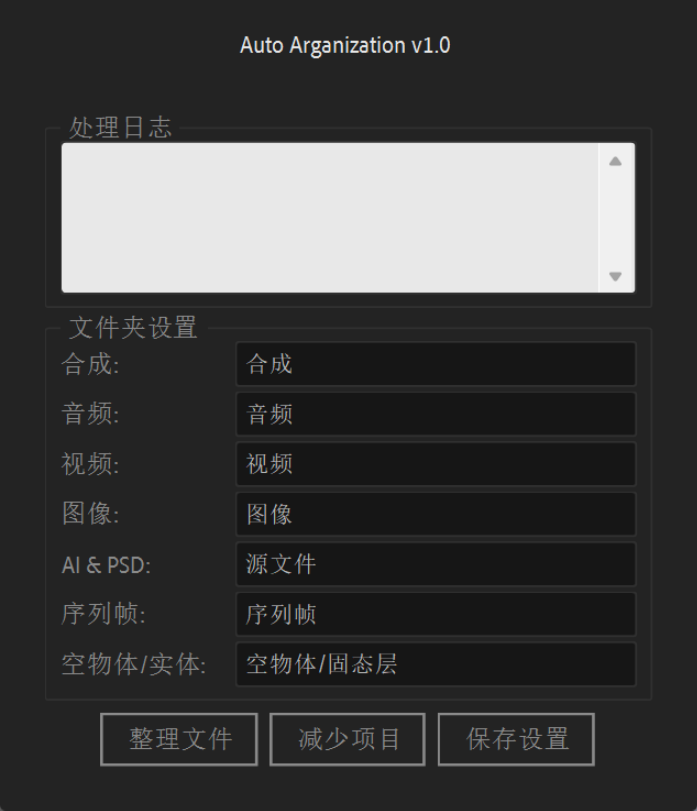 Auto Arganization v1.0
处理日志
文件夹设置
合成: 合成
音频: 音频
视频: 视频
图像: 图像
AI & PSD: 源文件
序列帧: 序列帧
空物体/实体: 空物体/固态层
整理文件 减少项目 保存设置